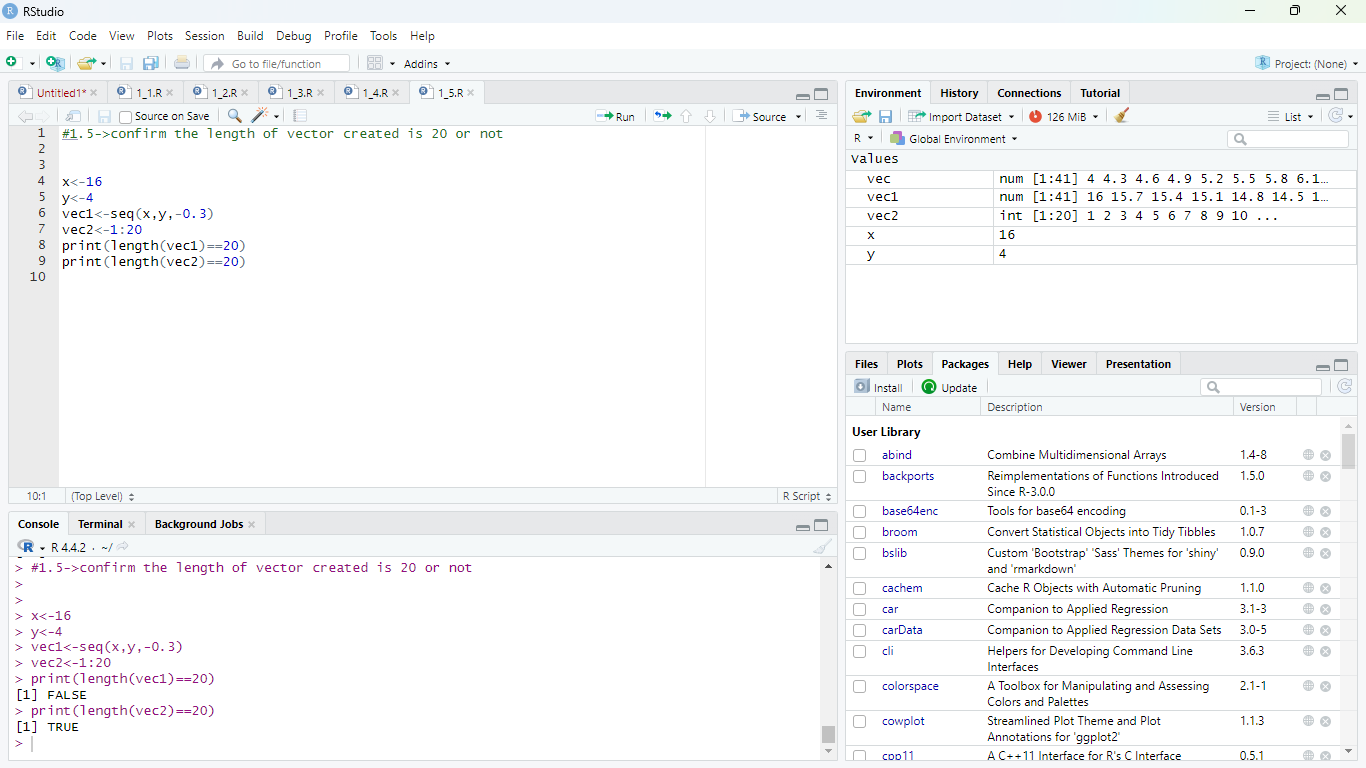 RStudio
File Edit Code View Plots Session Build Debug Profile Tools Help
Go to file/function Addins Project: (None)
Untitled1* 1_1.R 1_2.R 1_3.R 1_4.R 1_5.R
Source on Save Run Source
1 #1.5->confirm the length of vector created is 20 or not
2
3
4 x<-16
5 y<-4
6 vec1<-seq(x,y,-0.3)
7 vec2<-1:20
8 print(length(vec1)==20)
9 print(length(vec2)==20)
10
10:1 (Top Level) R Script
Console Terminal Background Jobs
R 4.4.2 · ~/
> #1.5->confirm the length of vector created is 20 or not
>
>
> x<-16
> y<-4
> vec1<-seq(x,y,-0.3)
> vec2<-1:20
> print(length(vec1)==20)
[1] FALSE
> print(length(vec2)==20)
[1] TRUE
>
Environment History Connections Tutorial
Import Dataset 126 MiB List
R Global Environment
Values
vec num [1:41] 4 4.3 4.6 4.9 5.2 5.5 5.8 6.1…
vec1 num [1:41] 16 15.7 15.4 15.1 14.8 14.5 1…
vec2 int [1:20] 1 2 3 4 5 6 7 8 9 10 ...
x 16
y 4
Files Plots Packages Help Viewer Presentation
Install Update
Name Description Version
User Library
abind Combine Multidimensional Arrays 1.4-8
backports Reimplementations of Functions Introduced 1.5.0
Since R-3.0.0
base64enc Tools for base64 encoding 0.1-3
broom Convert Statistical Objects into Tidy Tibbles 1.0.7
bslib Custom 'Bootstrap' 'Sass' Themes for 'shiny' 0.9.0
and 'rmarkdown'
cachem Cache R Objects with Automatic Pruning 1.1.0
car Companion to Applied Regression 3.1-3
carData Companion to Applied Regression Data Sets 3.0-5
cli Helpers for Developing Command Line 3.6.3
Interfaces
colorspace A Toolbox for Manipulating and Assessing 2.1-1
Colors and Palettes
cowplot Streamlined Plot Theme and Plot 1.1.3
Annotations for 'ggplot2'
cpp11 A C++11 Interface for R's C Interface 0.5.1